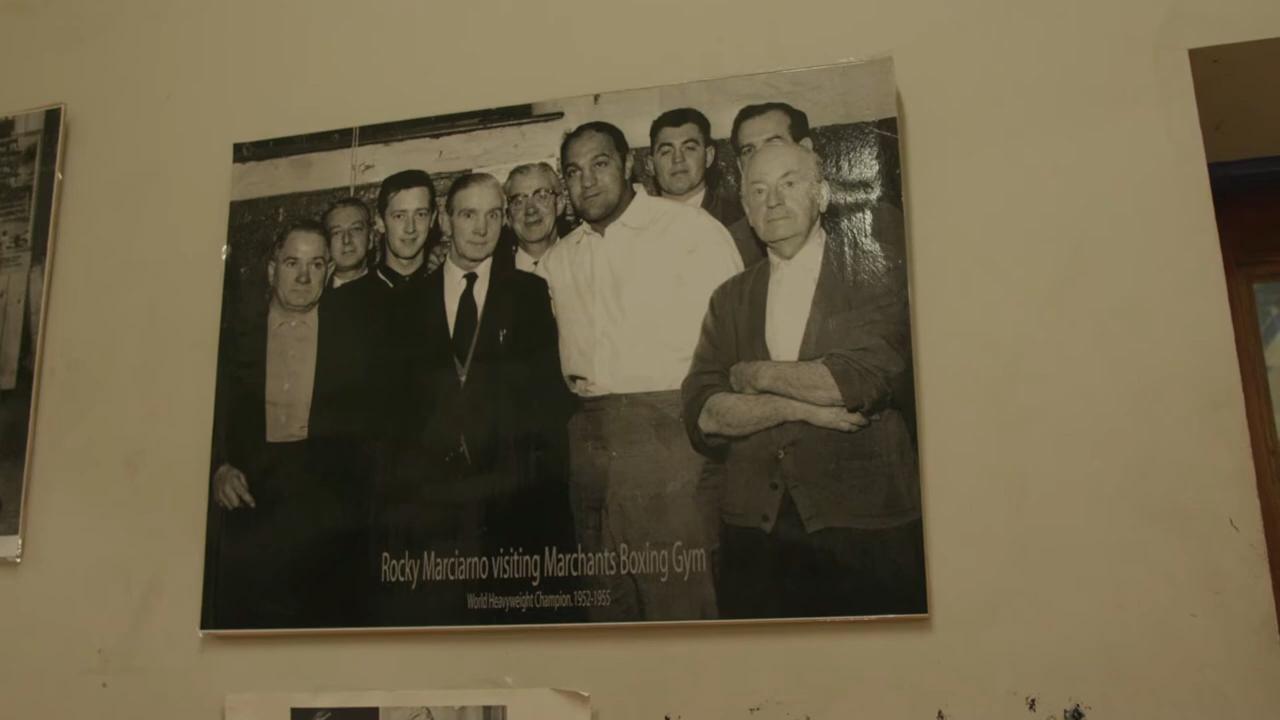 Rocky Marciarno visiting Marchants Boxing Gym
World Heavyweight Champion. 1952-1955